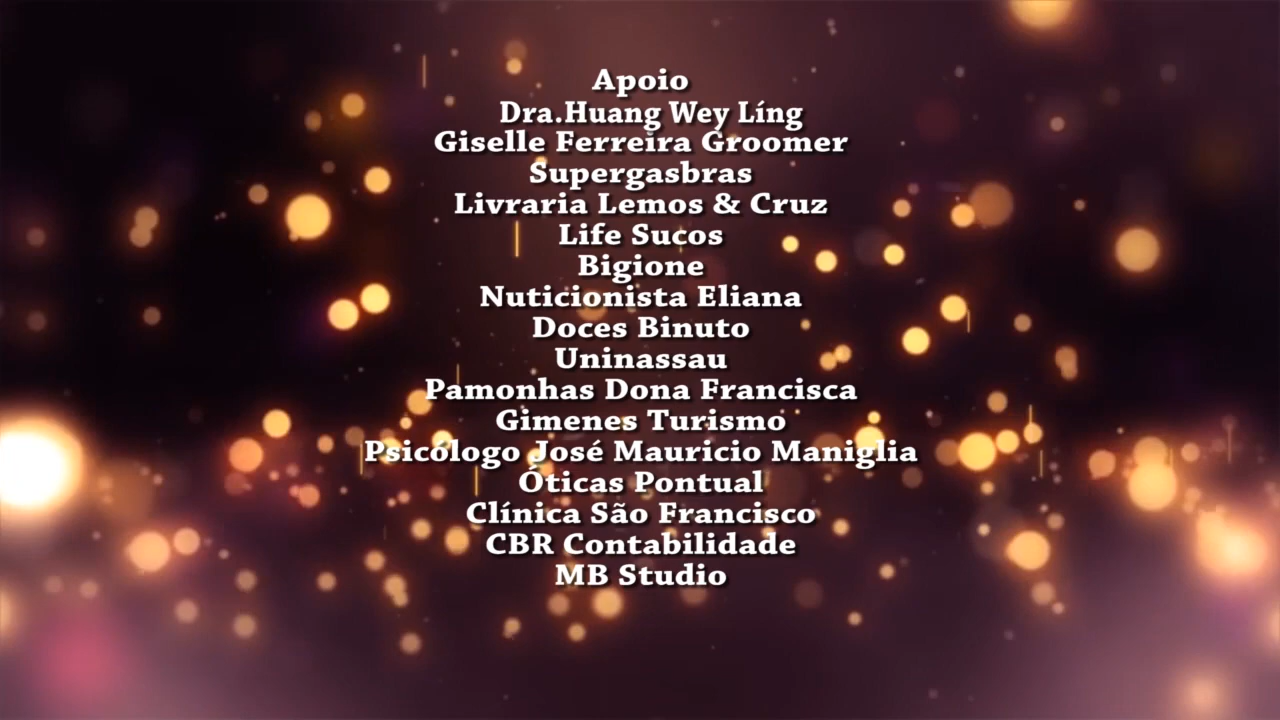 Apoio
Dra.Huang Wey Líng
Giselle Ferreira Groomer
Supergasbras
Livraria Lemos & Cruz
Life Sucos
Bigione
Nuticionista Eliana
Doces Binuto
Uninassau
Pamonhas Dona Francisca
Gimenes Turismo
Psicólogo José Mauricio Maniglia
Óticas Pontual
Clínica São Francisco
CBR Contabilidade
MB Studio